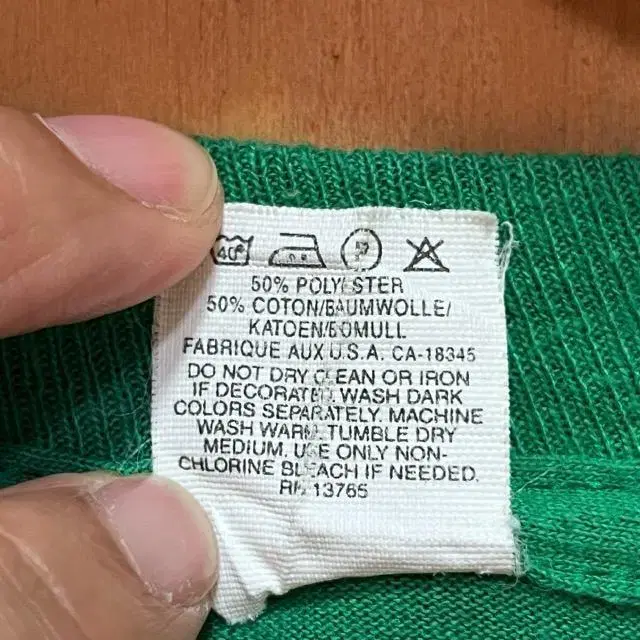 40°
50% POLYESTER
50% COTON/BAUMWOLLE/
KATOEN/BOMULL
FABRIQUE AUX U.S.A. CA-18345
DO NOT DRY CLEAN OR IRON
IF DECORATED. WASH DARK
COLORS SEPARATELY. MACHINE
WASH WARM. TUMBLE DRY
MEDIUM. USE ONLY NON-
CHLORINE BLEACH IF NEEDED.
RN 13765